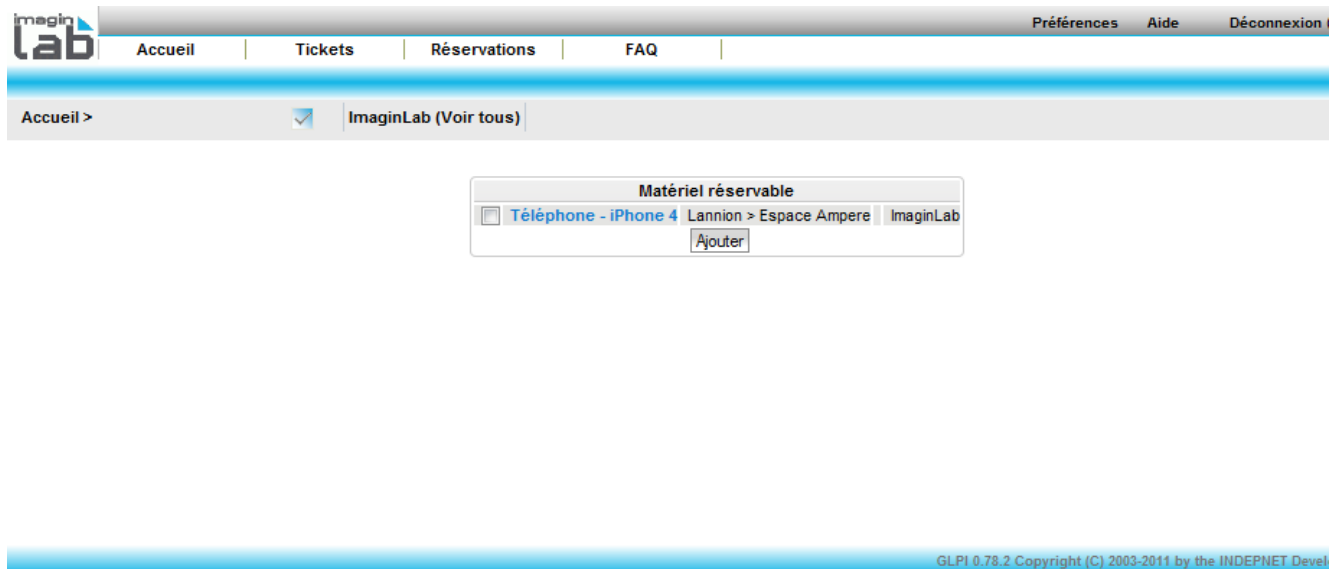 imagin
lab
Préférences Aide Déconnexion (
Accueil Tickets Réservations FAQ
Accueil > ImaginLab (Voir tous)
Matériel réservable
Téléphone - iPhone 4 Lannion > Espace Ampere ImaginLab
Ajouter
GLPI 0.78.2 Copyright (C) 2003-2011 by the INDEPNET Devel